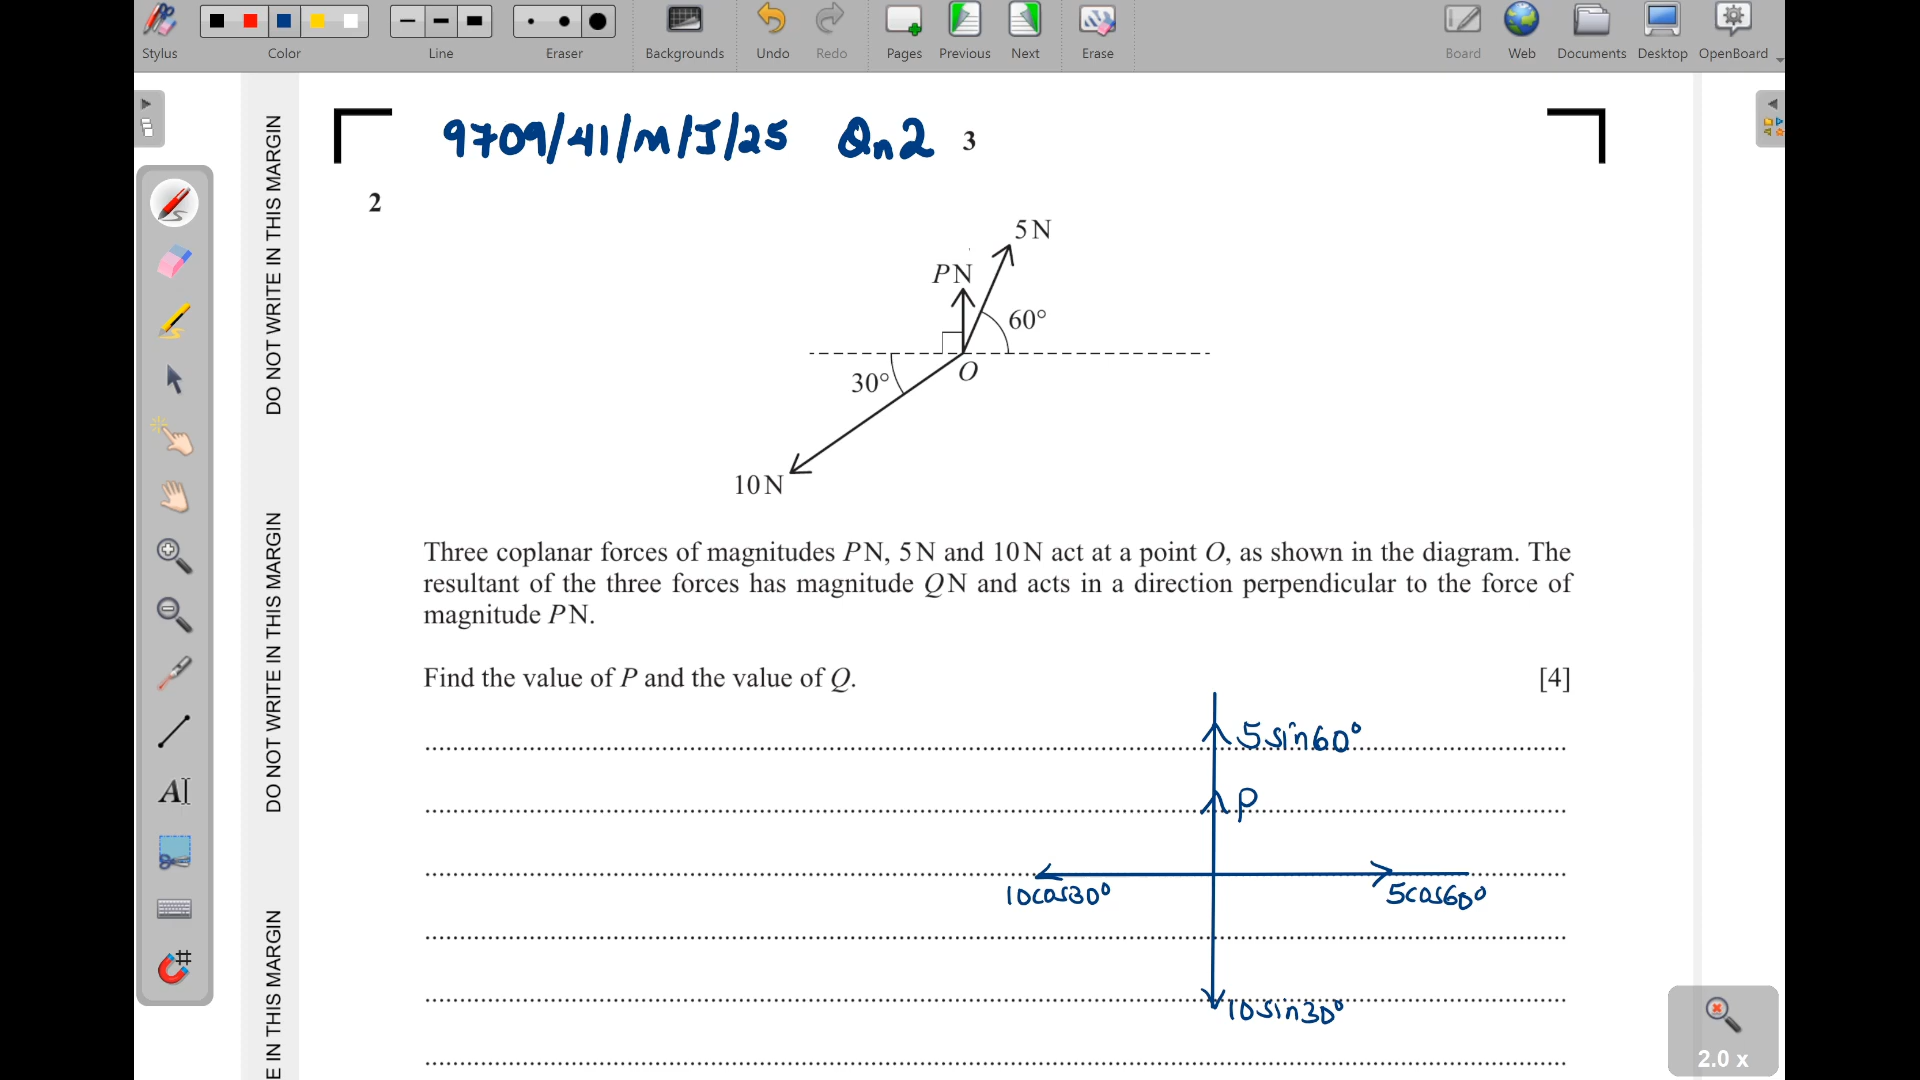 Stylus
Color
Line
Eraser
Backgrounds
Undo
Redo
Pages
Previous
Next
Erase
Board
Web
Documents
Desktop
OpenBoard
DO NOT WRITE IN THIS MARGIN
DO NOT WRITE IN THIS MARGIN
E IN THIS MARGIN
9709/41/M/J/25 Qn2 3
2
5 N
P N
60°
30°
O
10 N
Three coplanar forces of magnitudes P N, 5 N and 10 N act at a point O, as shown in the diagram. The
resultant of the three forces has magnitude Q N and acts in a direction perpendicular to the force of
magnitude P N.
Find the value of P and the value of Q. [4]
5 sin60°
P
10cos30°
5cos60°
10sin30°
AI
2.0 x